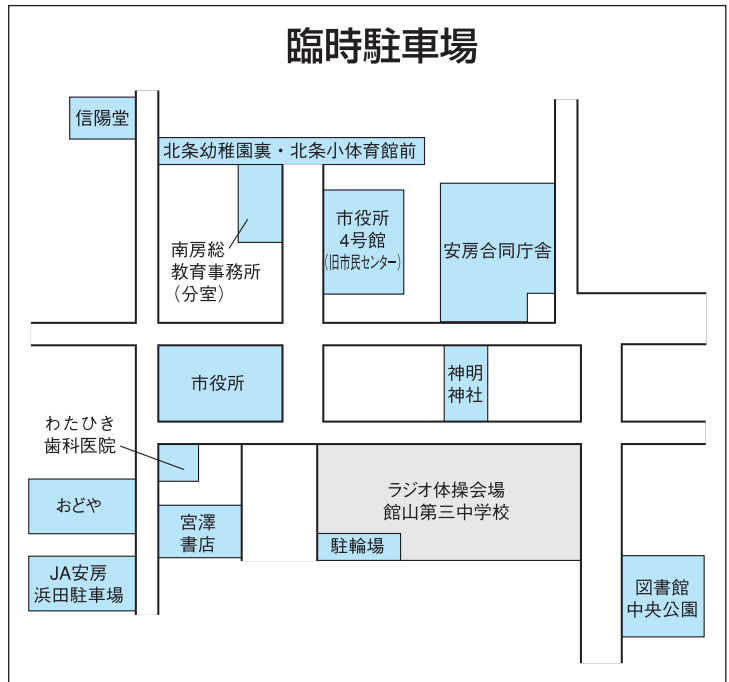 臨時駐車場
信陽堂
北条幼稚園裏・北条小体育館前
市役所
4号館
(旧市民センター)
安房合同庁舎
南房総
教育事務所
(分室)
市役所
神明
神社
わたひき
歯科医院
おどや
宮澤
書店
ラジオ体操会場
館山第三中学校
駐輪場
JA安房
浜田駐車場
図書館
中央公園